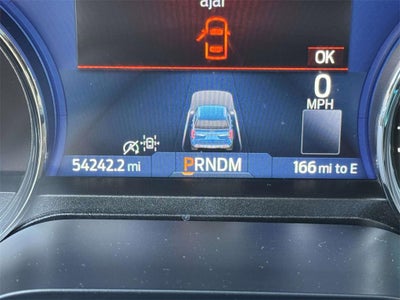 ajar
OK
0
MPH
54242.2 mi
PRNDM
166 mi to E